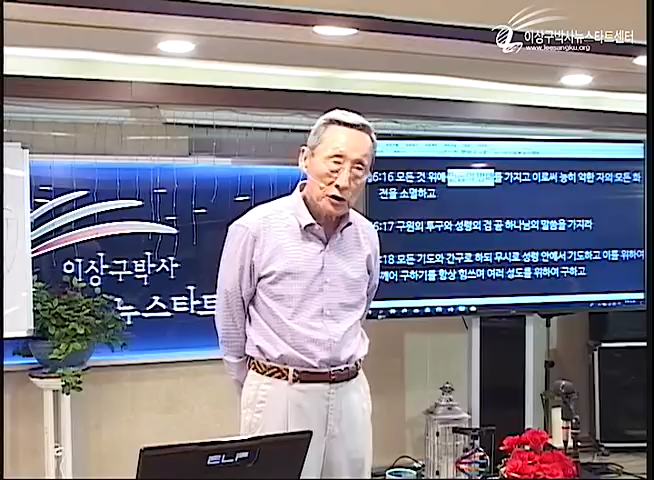 이상구박사뉴스타트센터
www.leesangku.org
6:16 모든 것 위에 를 가지고 이로써 능히 악한 자의 모든 화
전을 소멸하고
6:17 구원의 투구와 성령의 검 곧 하나님의 말씀을 가지라
:18 모든 기도와 간구로 하되 무시로 성령 안에서 기도하고 이를 위하여
깨어 구하기를 항상 힘쓰며 여러 성도를 위하여 구하고
이상구박사
뉴스타트